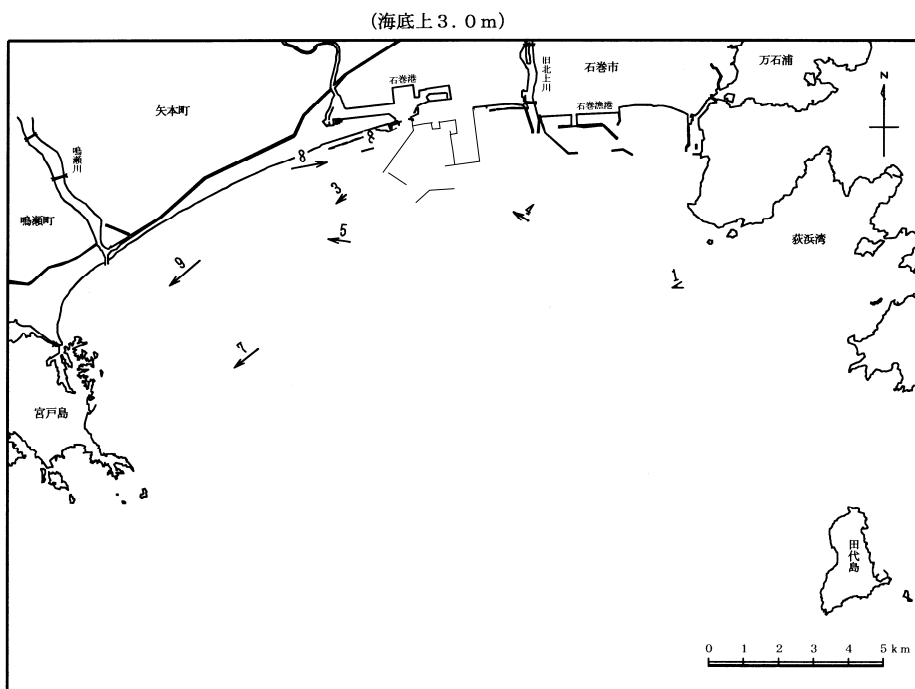 (海底上3.0m)
矢本町
石巻港
旧北上川
石巻市
石巻漁港
万石浦
N
鳴瀬川
鳴瀬町
荻浜湾
8
8
3
4
5
9
1
7
宮戸島
田代島
0 1 2 3 4 5km